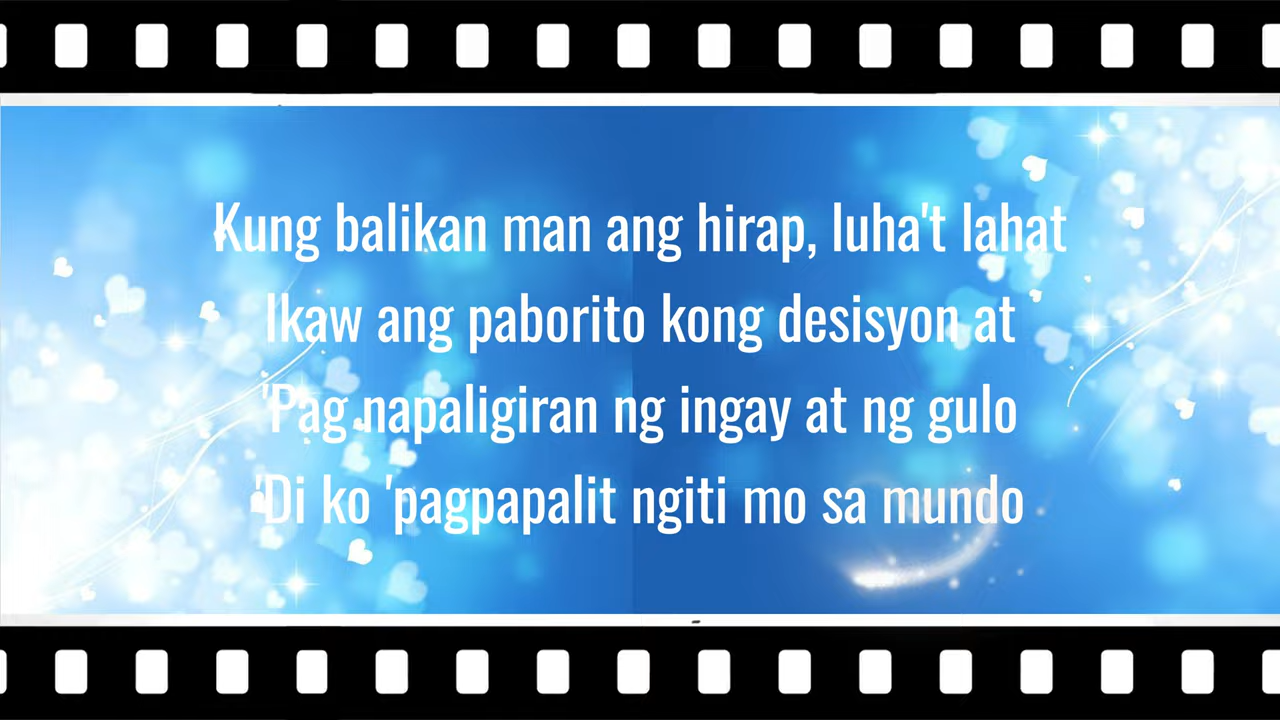 Kung balikan man ang hirap, luha't lahat
Ikaw ang paborito kong desisyon at
'Pag napaligiran ng ingay at ng gulo
'Di ko 'pagpapalit ngiti mo sa mundo